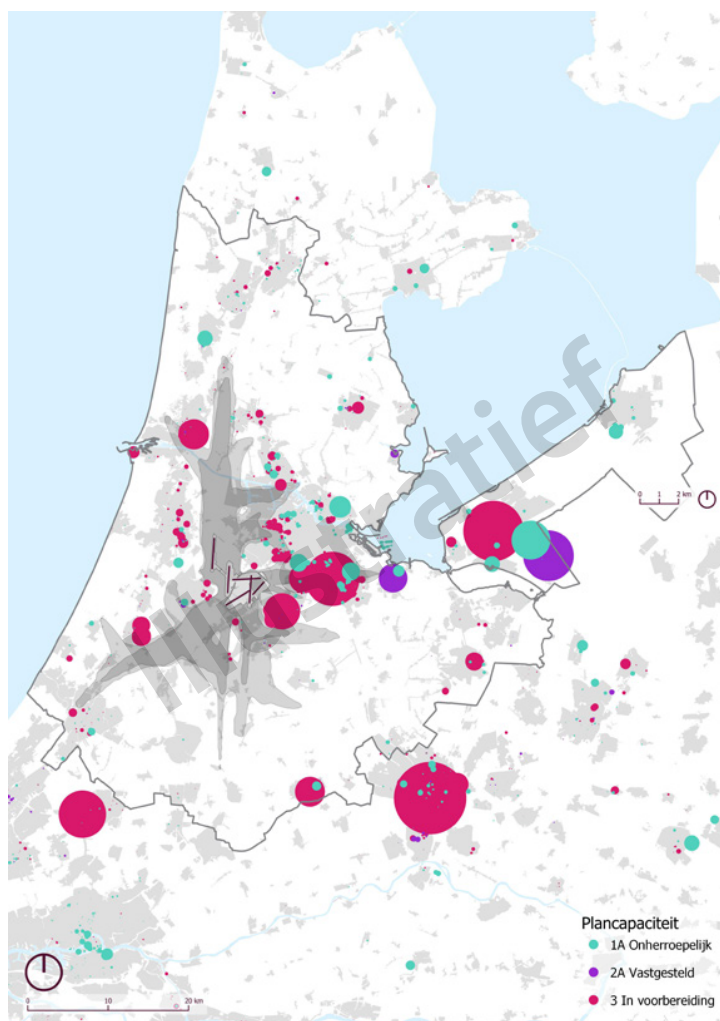 Illustratief
0 1 2 km
Plancapaciteit
1A Onherroepelijk
2A Vastgesteld
3 In voorbereiding
0 10 20 km